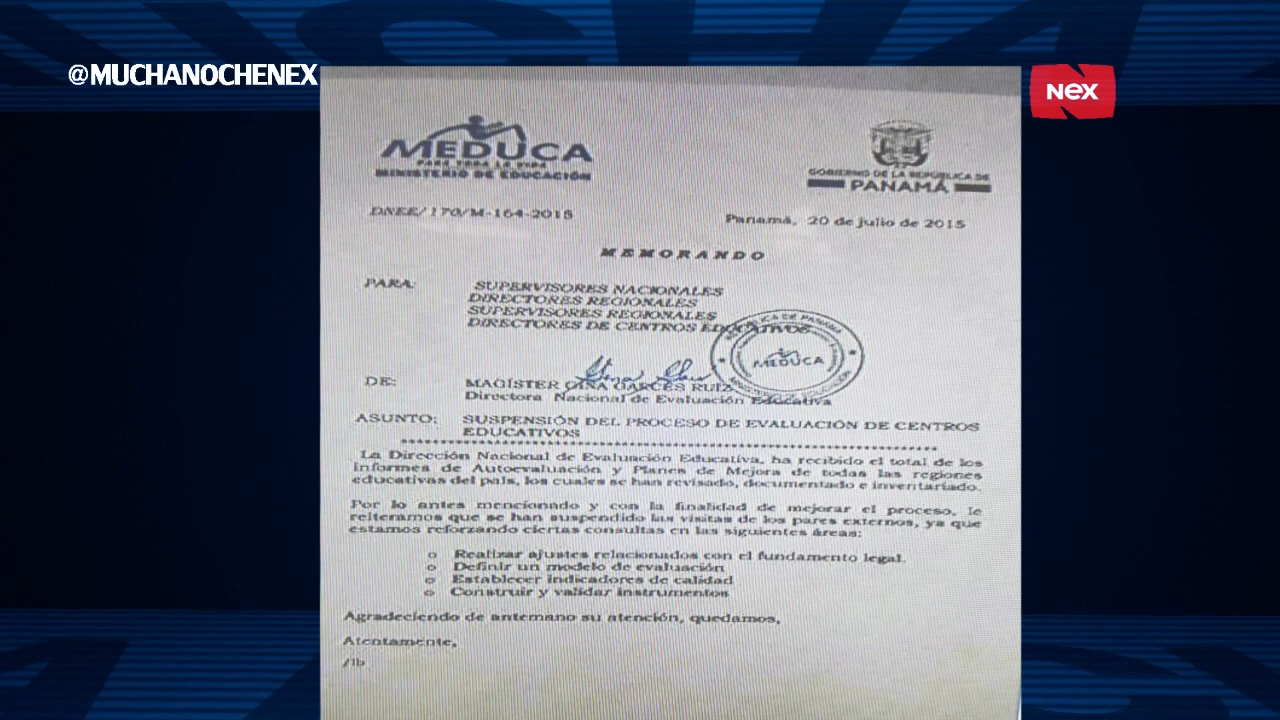 @MUCHANOCHENEX
nex
MEDUCA
MINISTERIO DE EDUCACIÓN
GOBIERNO DE LA REPÚBLICA DE
PANAMÁ
DNEE/170/M-164-2015
Panamá, 20 de julio de 2015
MEMORANDO
PARA:
SUPERVISORES NACIONALES
DIRECTORES REGIONALES
SUPERVISORES REGIONALES
DIRECTORES DE CENTROS EDUCATIVOS
MEDUCA
DE:
MAGÍSTER GINA GARCÉS RUIZ
Directora Nacional de Evaluación Educativa
ASUNTO:
SUSPENSIÓN DEL PROCESO DE EVALUACIÓN DE CENTROS
EDUCATIVOS
La Dirección Nacional de Evaluación Educativa, ha recibido el total de los
informes de Autoevaluación y Planes de Mejora de todas las regiones
educativas del país, los cuales se han revisado, documentado e inventariado.
Por lo antes mencionado y con la finalidad de mejorar el proceso, le
reiteramos que se han suspendido las visitas de los pares externos, ya que
estamos reforzando ciertas consultas en las siguientes áreas:
o Realizar ajustes relacionados con el fundamento legal.
o Definir un modelo de evaluación
o Establecer indicadores de calidad
o Construir y validar instrumentos
Agradeciendo de antemano su atención, quedamos,
Atentamente,
/lb